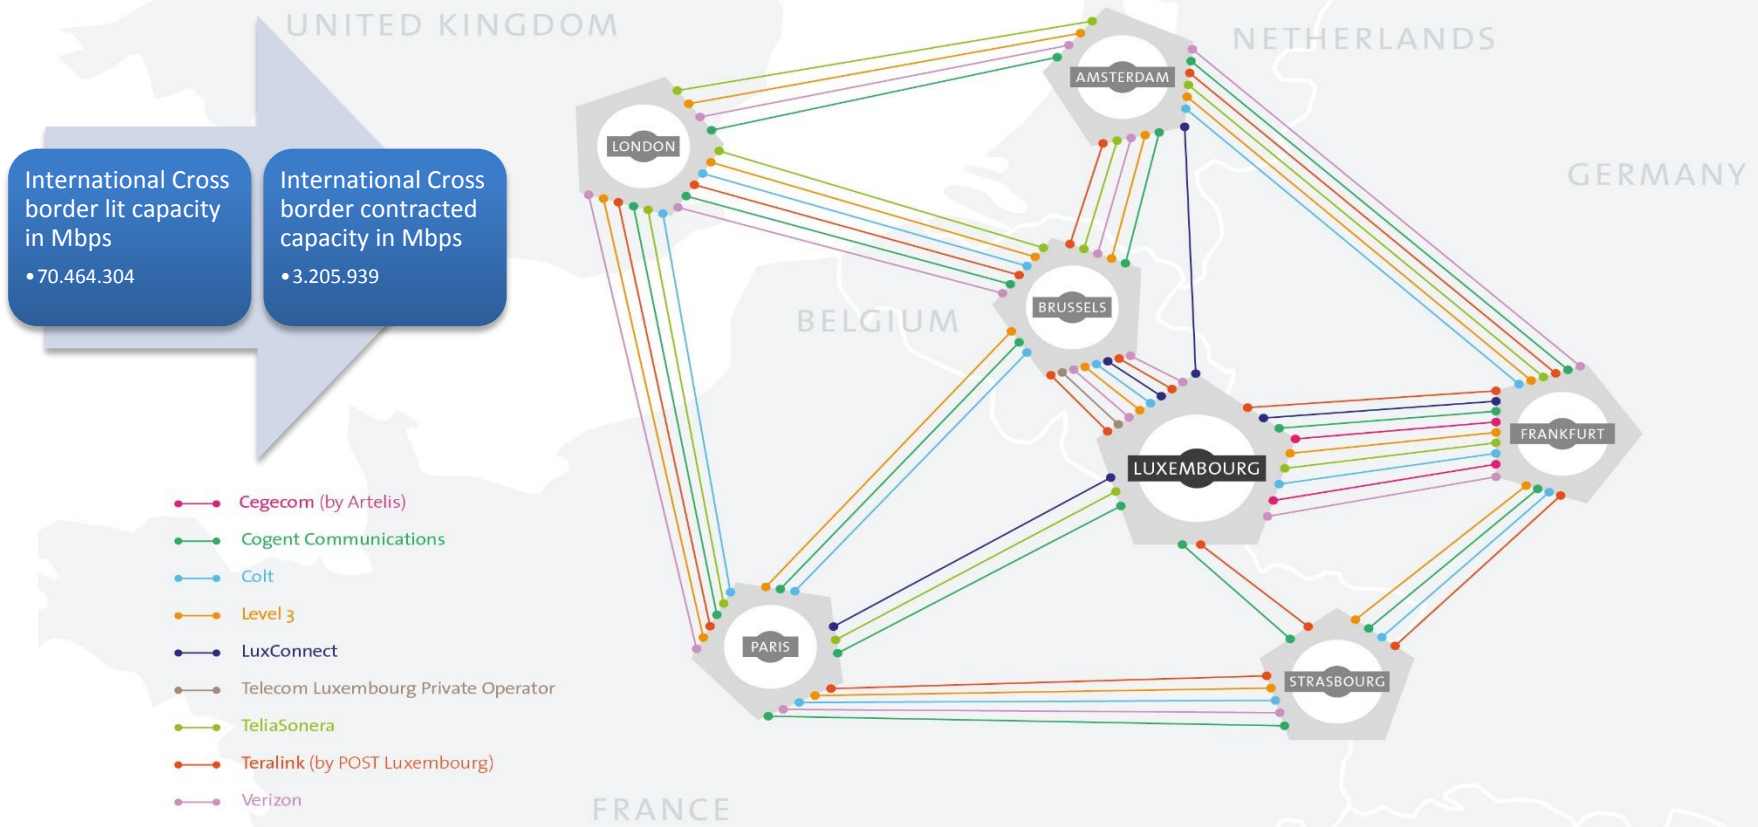 UNITED KINGDOM
NETHERLANDS
GERMANY
BELGIUM
FRANCE
International Cross
border lit capacity
in Mbps
•70.464.304
International Cross
border contracted
capacity in Mbps
•3.205.939
AMSTERDAM
LONDON
BRUSSELS
LUXEMBOURG
FRANKFURT
PARIS
STRASBOURG
Cegecom (by Artelis)
Cogent Communications
Colt
Level 3
LuxConnect
Telecom Luxembourg Private Operator
TeliaSonera
Teralink (by POST Luxembourg)
Verizon